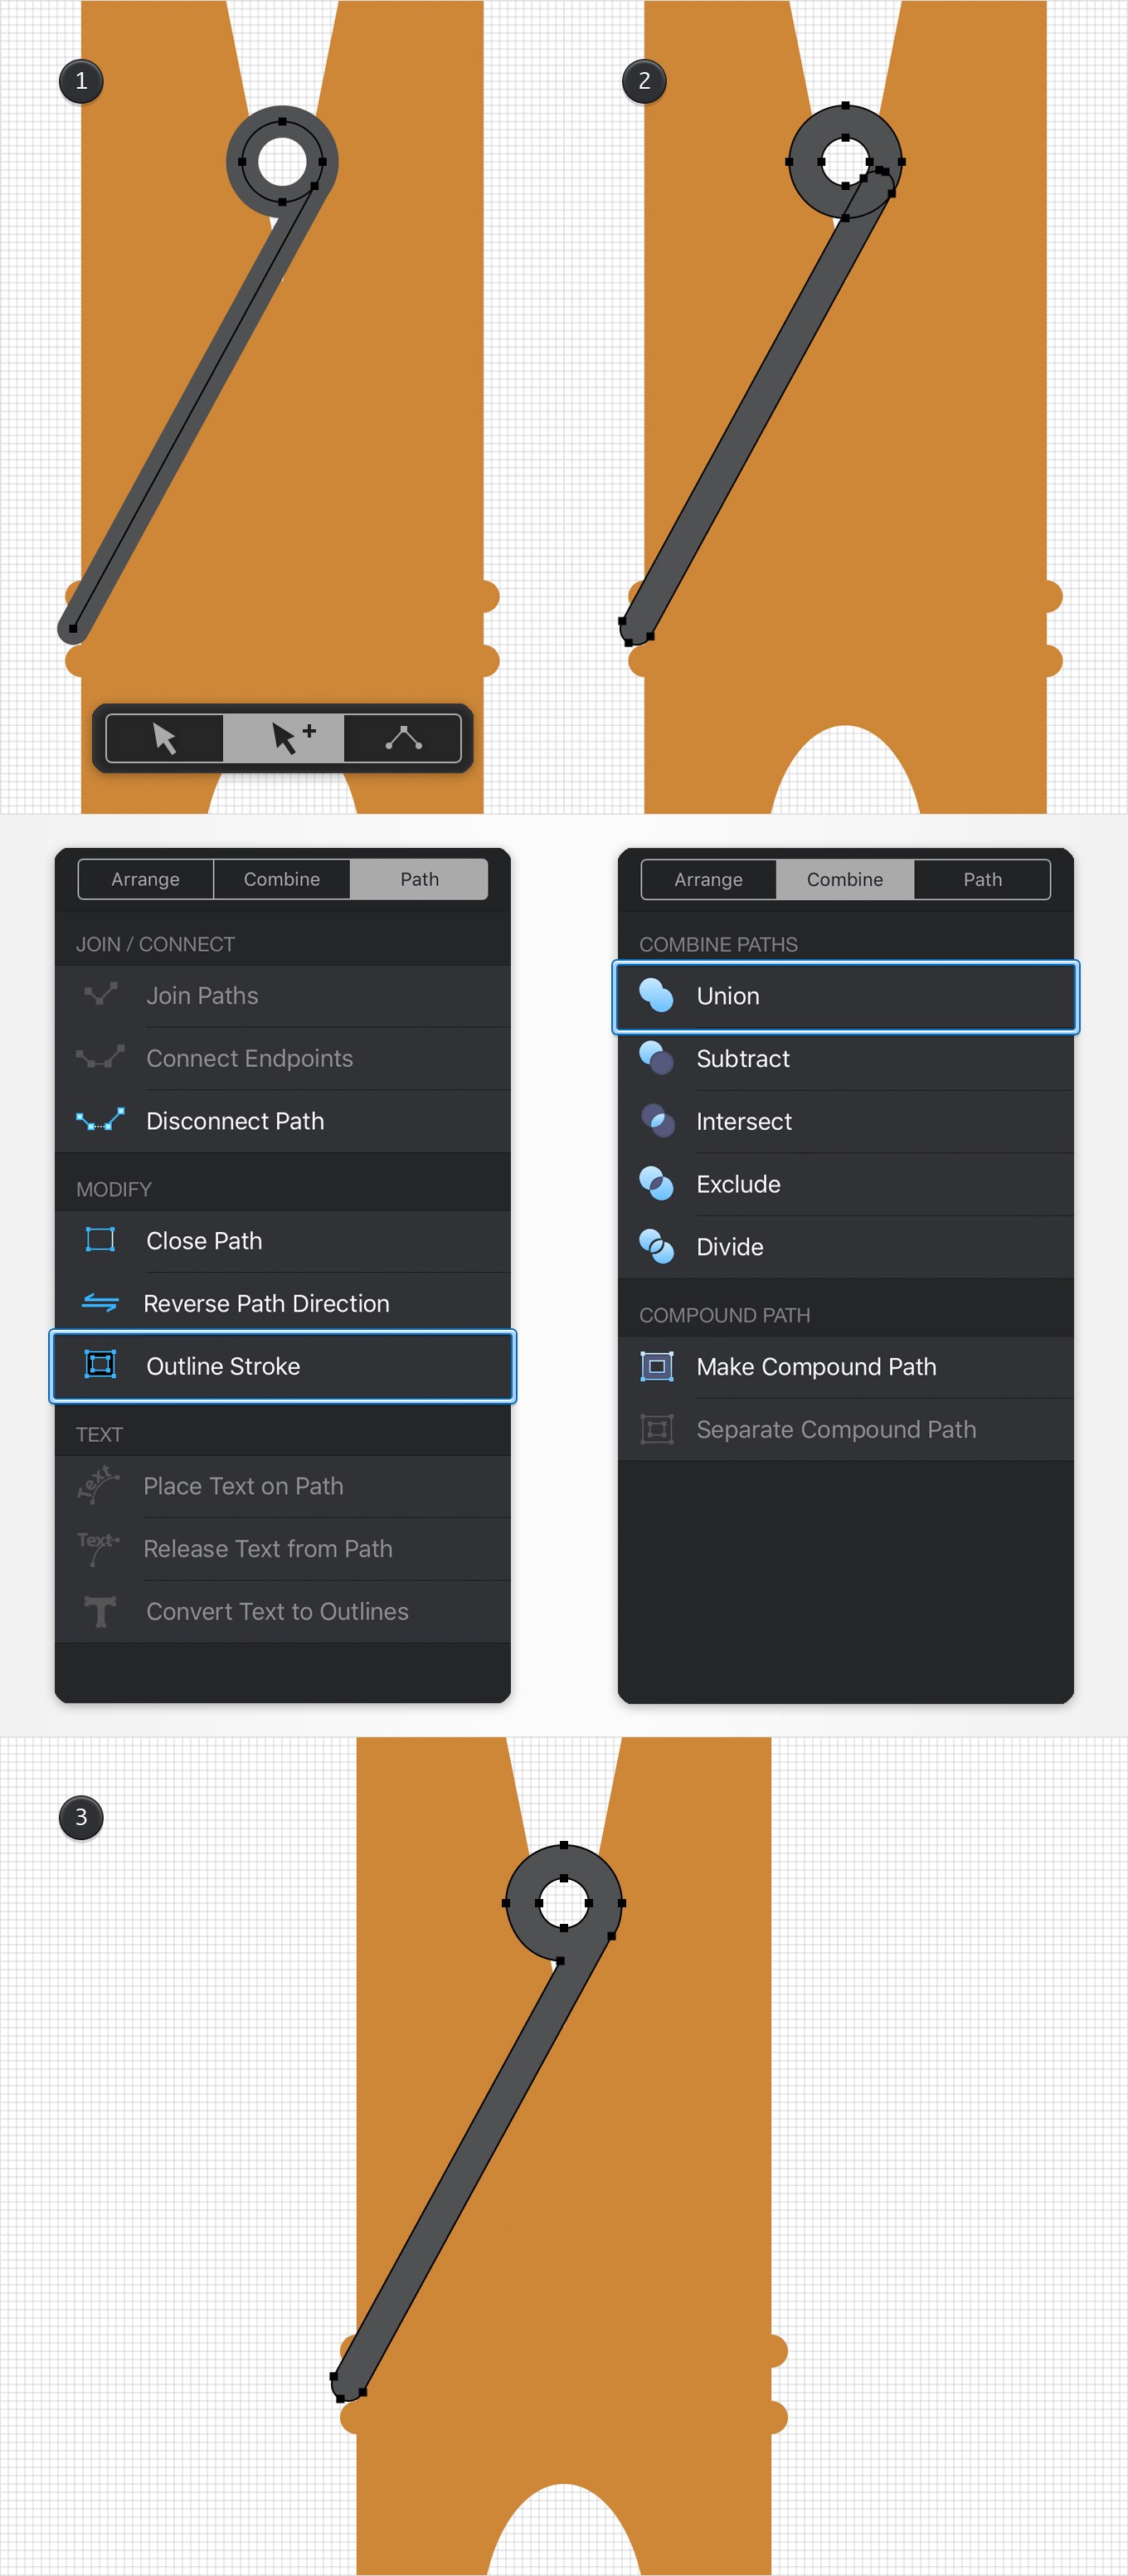 1
2
Arrange Combine Path
JOIN / CONNECT
Join Paths
Connect Endpoints
Disconnect Path
MODIFY
Close Path
Reverse Path Direction
Outline Stroke
TEXT
Text Place Text on Path
Text Release Text from Path
T Convert Text to Outlines
Arrange Combine Path
COMBINE PATHS
Union
Subtract
Intersect
Exclude
Divide
COMPOUND PATH
Make Compound Path
Separate Compound Path
3